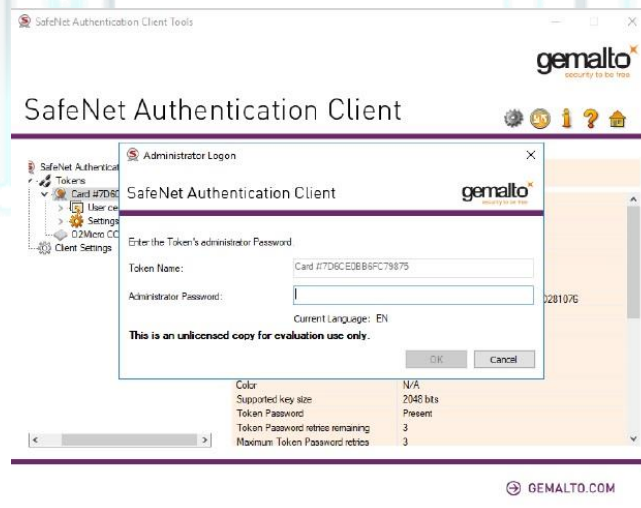 SafeNet Authentication Client Tools
gemalto
security to be free
SafeNet Authentication Client
SafeNet Authenticat
Tokens
Card #7D6C
User ce
Settings
O2Micro CC
Client Settings
Administrator Logon
SafeNet Authentication Client
gemalto
security to be free
Enter the Token's administrator Password.
Token Name:
Card #7D6CE0BB6FC79875
Administrator Password:
Current Language: EN
This is an unlicensed copy for evaluation use only.
OK
Cancel
0281076
Color N/A
Supported key size 2048 bits
Token Password Present
Token Password retries remaining 3
Maximum Token Password retries 3
GEMALTO.COM